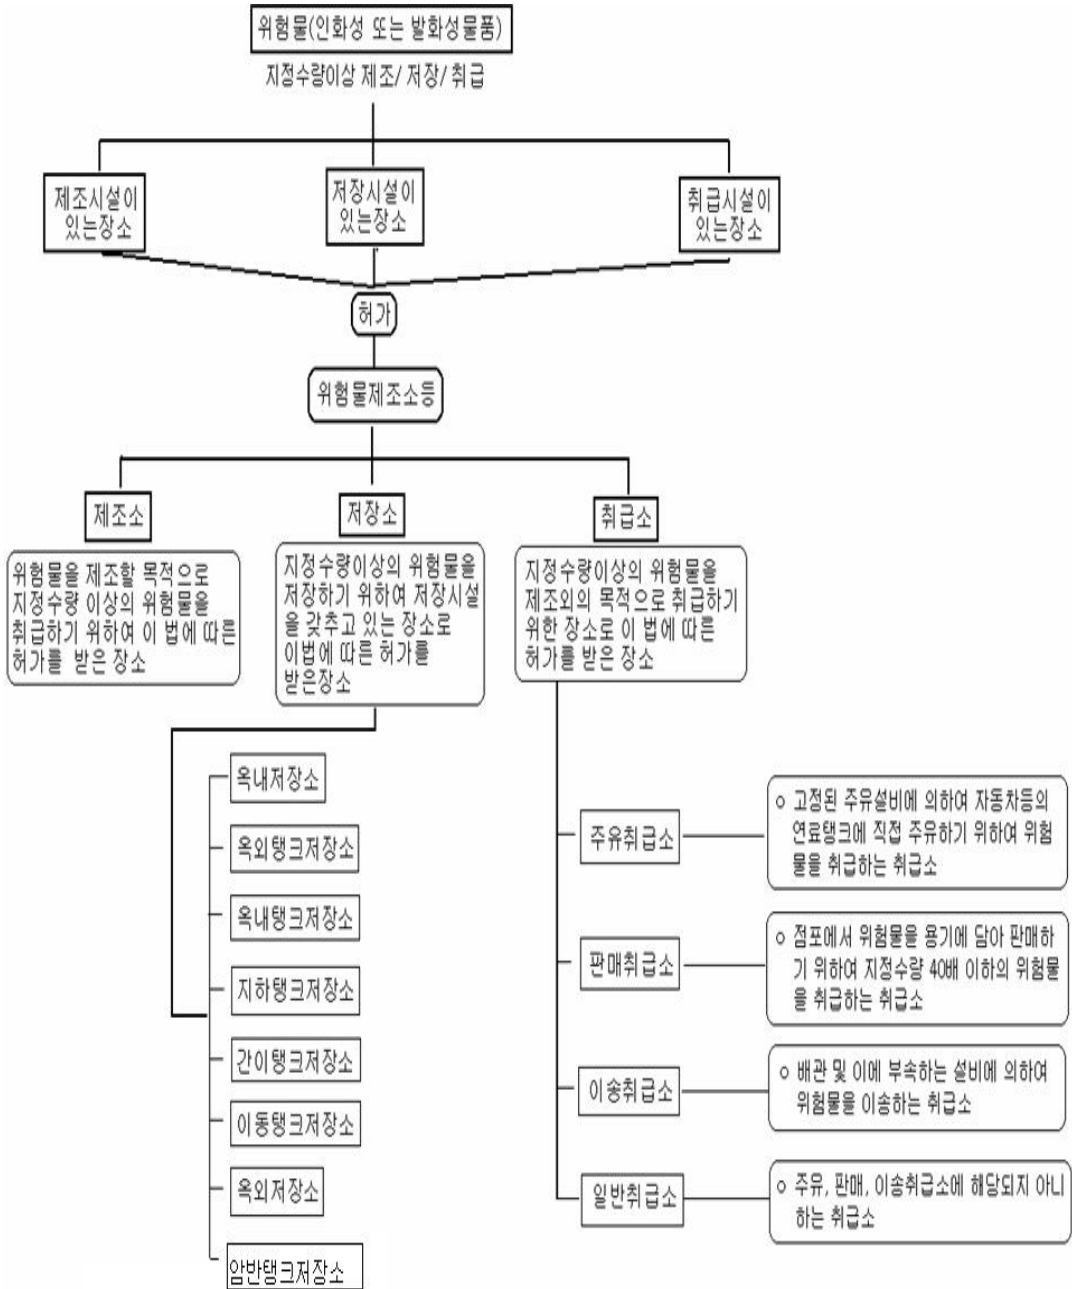 위험물(인화성 또는 발화성물품)
지정수량이상 제조/ 저장/ 취급
제조시설이
있는장소
저장시설이
있는장소
취급시설이
있는장소
허가
위험물제조소등
제조소
저장소
취급소
위험물을 제조할 목적으로
지정수량 이상의 위험물을
취급하기 위하여 이 법에 따른
허가를 받은 장소
지정수량이상의 위험물을
저장하기 위하여 저장시설
을 갖추고 있는 장소로
이법에 따른 허가를
받은장소
지정수량이상의 위험물을
제조외의 목적으로 취급하기
위한 장소로 이 법에 따른
허가를 받은 장소
옥내저장소
옥외탱크저장소
옥내탱크저장소
지하탱크저장소
간이탱크저장소
이동탱크저장소
옥외저장소
암반탱크저장소
주유취급소
○ 고정된 주유설비에 의하여 자동차등의
연료탱크에 직접 주유하기 위하여 위험
물을 취급하는 취급소
판매취급소
○ 점포에서 위험물을 용기에 담아 판매하
기 위하여 지정수량 40배 이하의 위험물
을 취급하는 취급소
이송취급소
○ 배관 및 이에 부속하는 설비에 의하여
위험물을 이송하는 취급소
일반취급소
○ 주유, 판매, 이송취급소에 해당되지 아니
하는 취급소